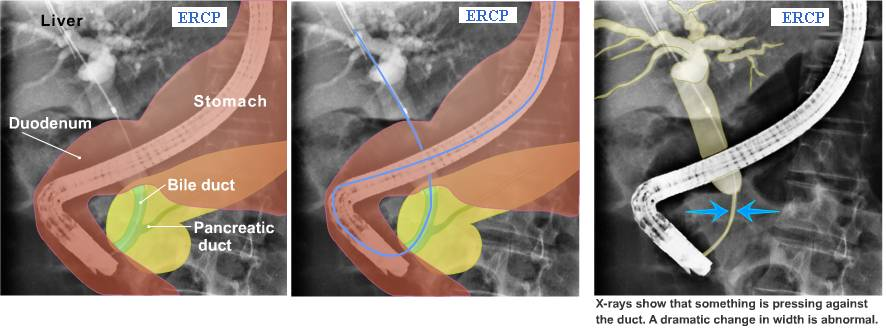 Liver
ERCP
Stomach
Duodenum
Bile duct
Pancreatic
duct
ERCP
ERCP
X-rays show that something is pressing against
the duct. A dramatic change in width is abnormal.